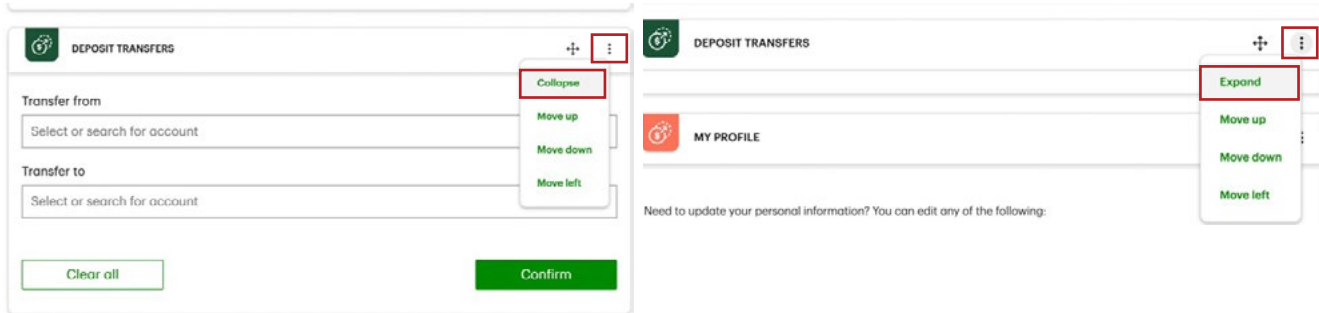 DEPOSIT TRANSFERS
Collapse
Transfer from
Move up
Select or search for account
Move down
Transfer to
Move left
Select or search for account
Clear all
Confirm
DEPOSIT TRANSFERS
Expand
Move up
MY PROFILE
Move down
Move left
Need to update your personal information? You can edit any of the following: